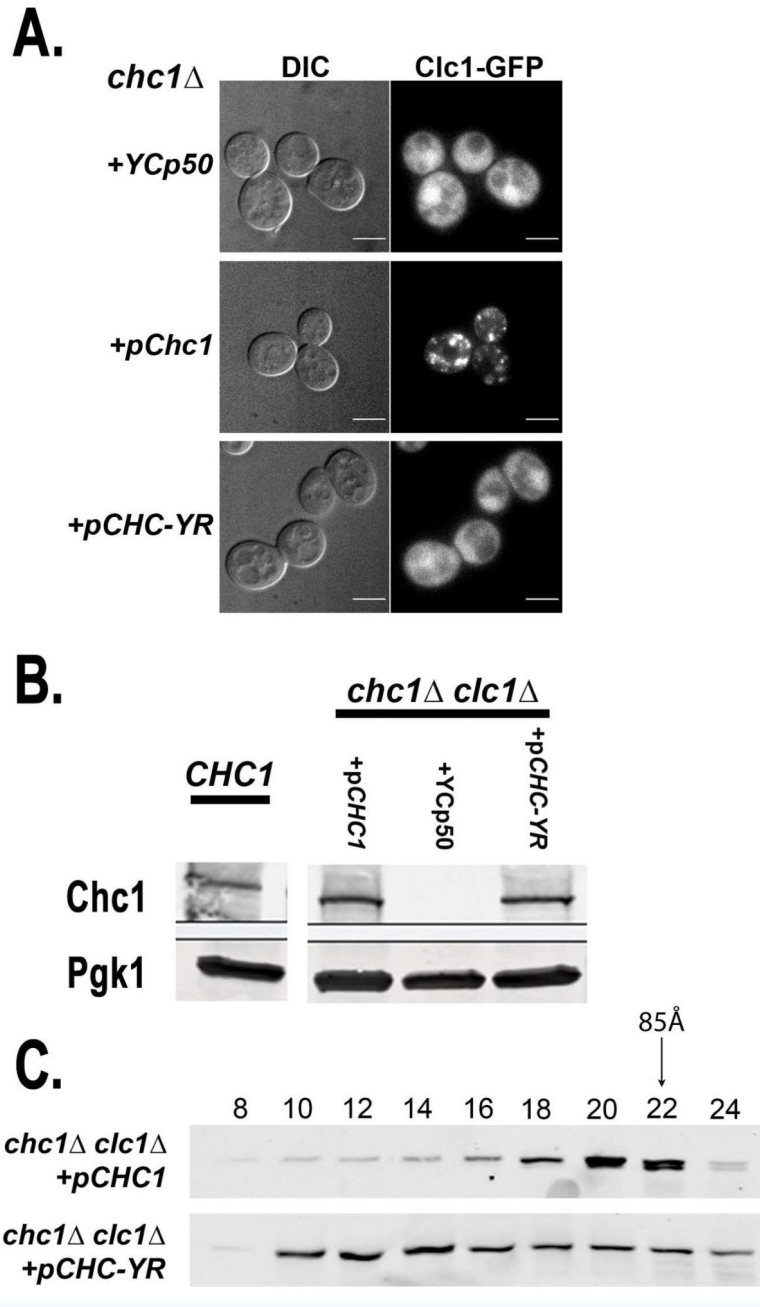 A.
chc1Δ
DIC
Clc1-GFP
+YCp50
+pChc1
+pCHC-YR
B.
chc1Δ clc1Δ
CHC1
+pCHC1
+YCp50
+pCHC-YR
Chc1
Pgk1
85Å
C.
8 10 12 14 16 18 20 22 24
chc1Δ clc1Δ
+pCHC1
chc1Δ clc1Δ
+pCHC-YR